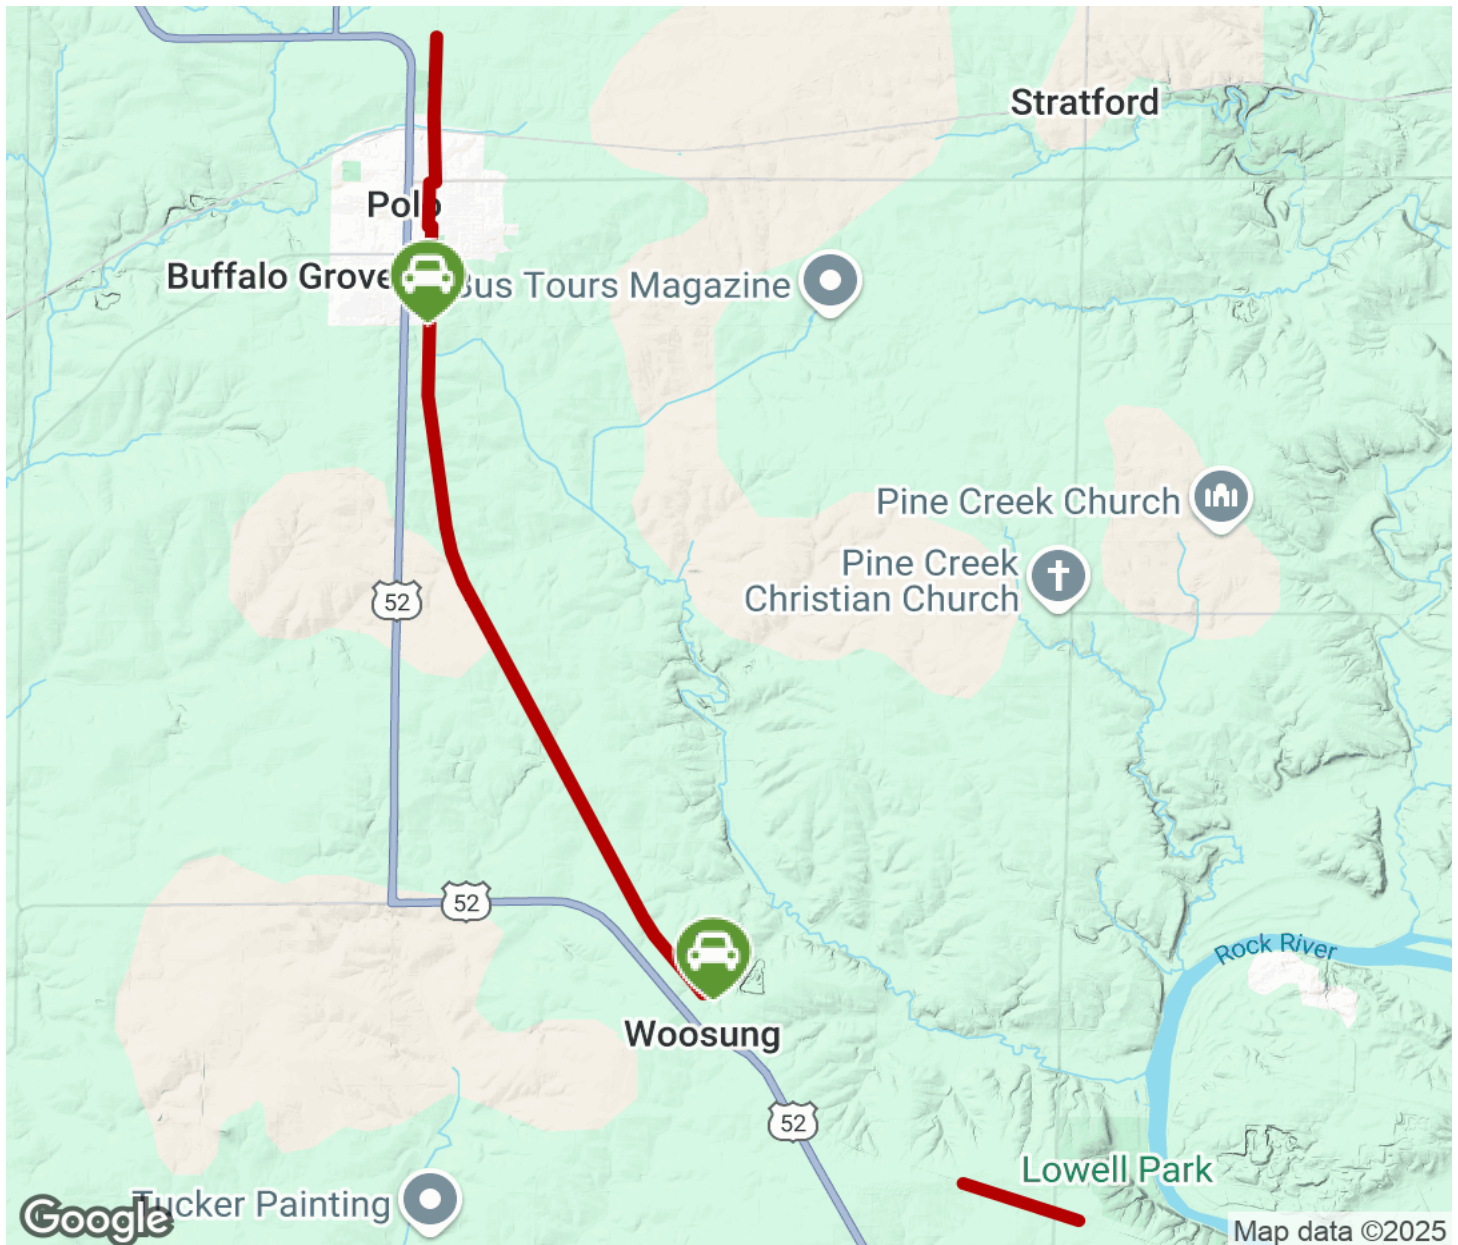 Stratford
Polo
Buffalo Grove
Bus Tours Magazine
Pine Creek Church
Pine Creek
Christian Church
52
52
Rock River
Woosung
52
Lowell Park
Tucker Painting
Google
Map data ©2025